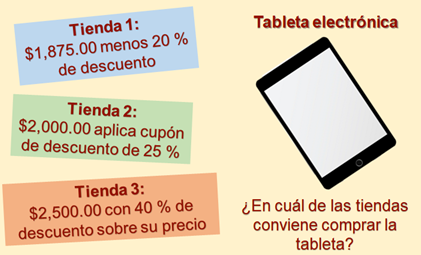 Tienda 1:
$1,875.00 menos 20 %
de descuento
Tienda 2:
$2,000.00 aplica cupón
de descuento de 25 %
Tienda 3:
$2,500.00 con 40 % de
descuento sobre su precio
Tableta electrónica
¿En cuál de las tiendas
conviene comprar la
tableta?